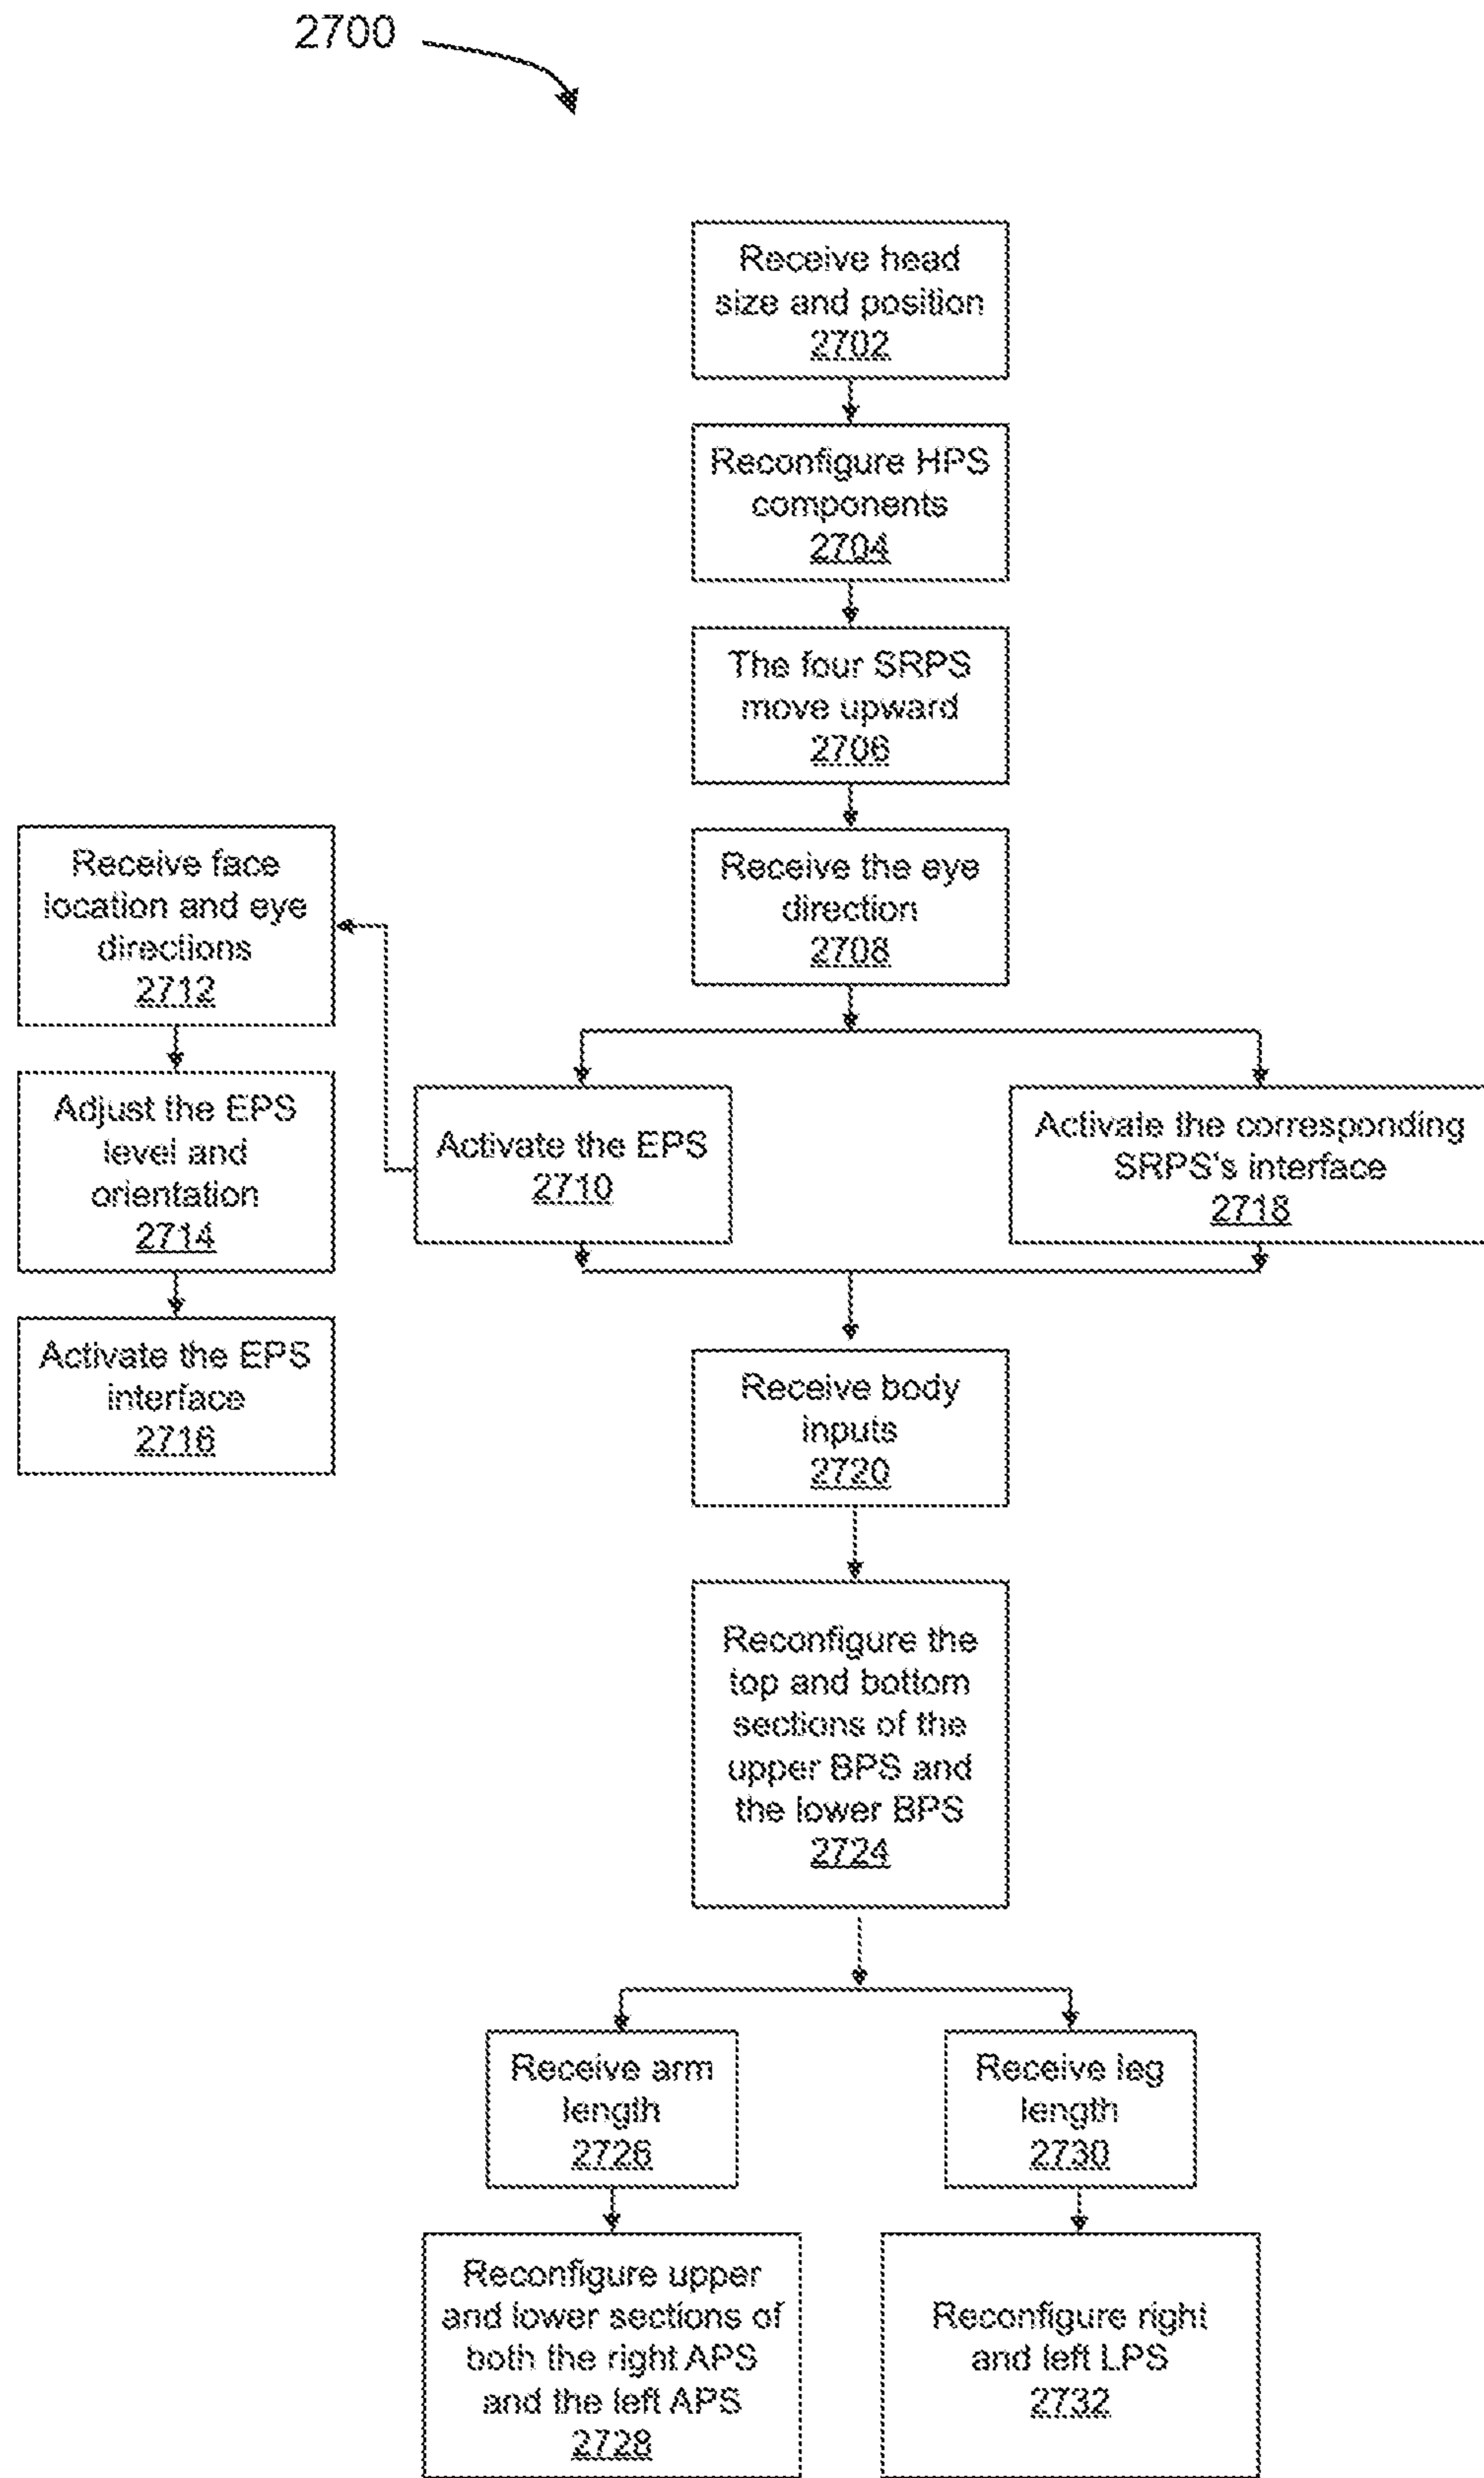 2700
Receive head
size and position
2702
Reconfigure HPS
components
2704
The four SRPS
move upward
2706
Receive the eye
direction
2708
Receive face
location and eye
directions
2712
Adjust the EPS
level and
orientation
2714
Activate the EPS
interface
2716
Activate the EPS
2710
Activate the corresponding
SRPS's interface
2718
Receive body
inputs
2720
Reconfigure the
top and bottom
sections of the
upper BPS and
the lower BPS
2724
Receive arm
length
2726
Receive leg
length
2730
Reconfigure upper
and lower sections of
both the right APS
and the left APS
2728
Reconfigure right
and left LPS
2732